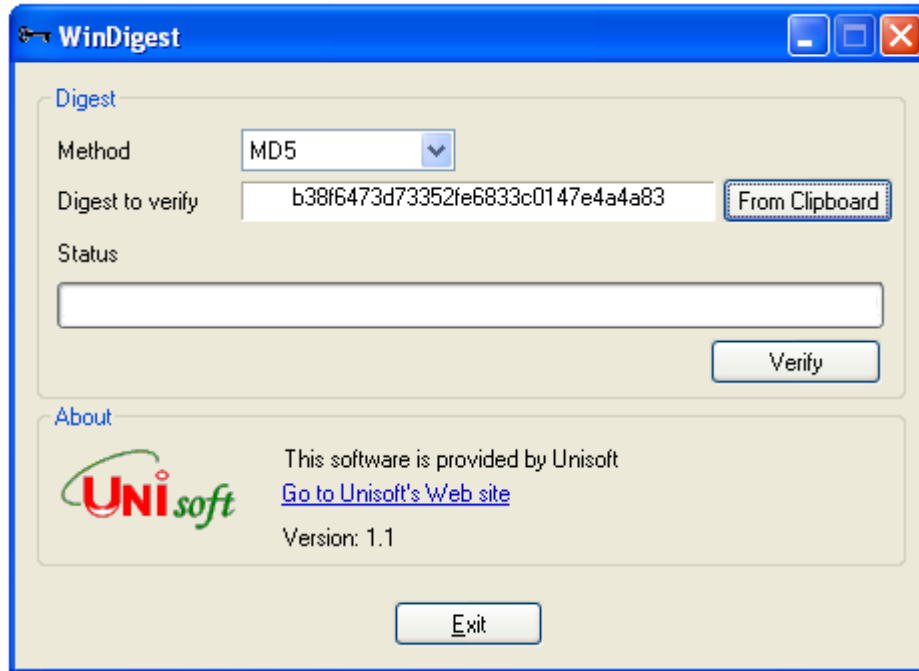 WinDigest
Digest
Method MD5
Digest to verify b38f6473d73352fe6833c0147e4a4a83 From Clipboard
Status
Verify
About
UNIsoft
This software is provided by Unisoft
Go to Unisoft's Web site
Version: 1.1
Exit